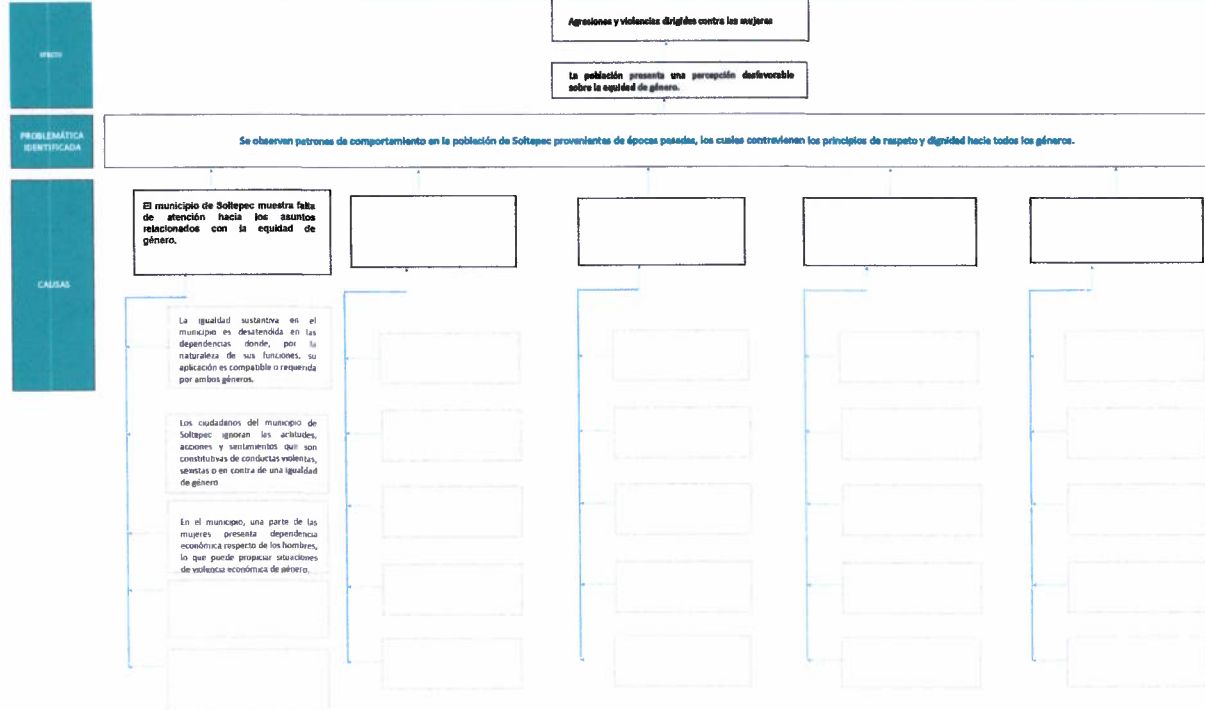 Agresiones y violencias dirigidas contra las mujeres
EFECTO
La población presenta una percepción desfavorable
sobre la equidad de género.
PROBLEMÁTICA
IDENTIFICADA
Se observan patrones de comportamiento en la población de Soltepec provenientes de épocas pasadas, los cuales contravienen los principios de respeto y dignidad hacia todos los géneros.
CAUSAS
El municipio de Soltepec muestra falta
de atención hacia los asuntos
relacionados con la equidad de
género.
La igualdad sustantiva en el
municipio es desatendida en las
dependencias donde, por la
naturaleza de sus funciones, su
aplicación es compatible o requerida
por ambos géneros.
Los ciudadanos del municipio de
Soltepec ignoran las actitudes,
acciones y sentimientos que son
constitutivas de conductas violentas,
sexistas o en contra de una igualdad
de género
En el municipio, una parte de las
mujeres presenta dependencia
económica respecto de los hombres,
lo que puede propiciar situaciones
de violencia económica de género.